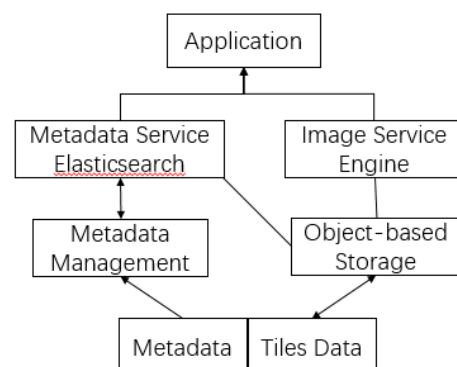 Application
Metadata Service
Elasticsearch
Image Service
Engine
Metadata
Management
Object-based
Storage
Metadata
Tiles Data